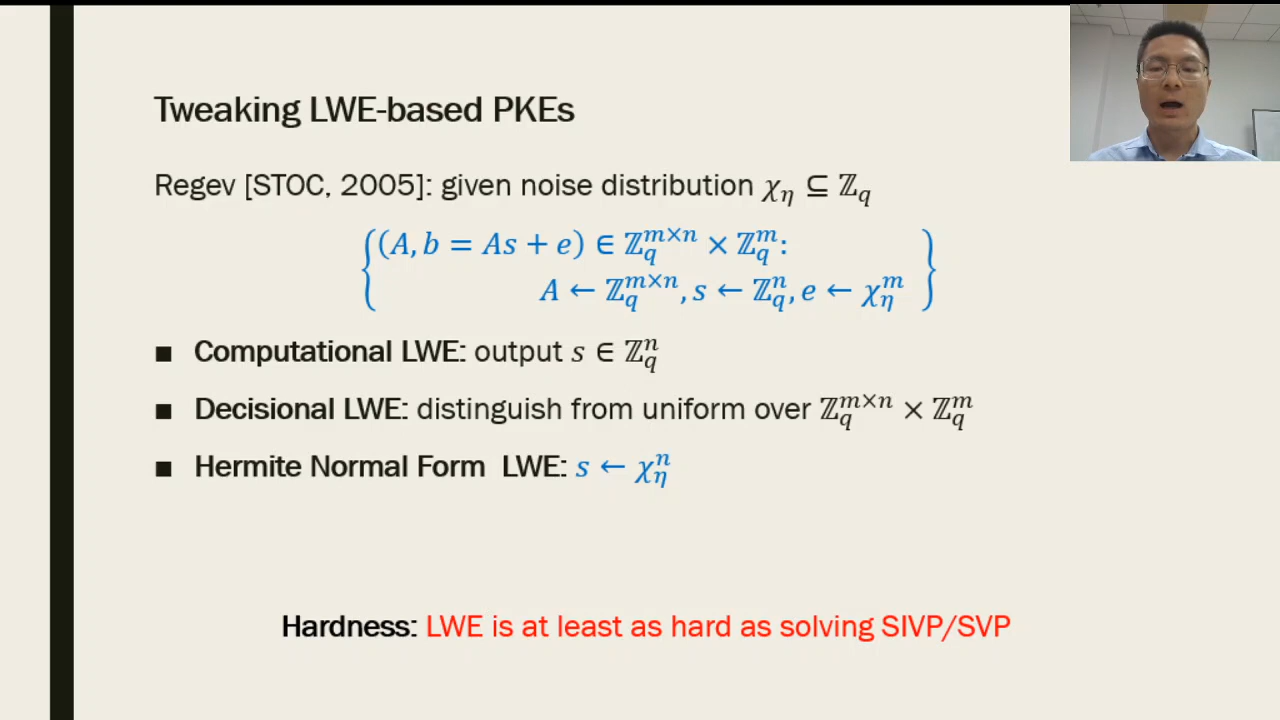 Tweaking LWE-based PKEs
Regev [STOC, 2005]: given noise distribution χ_η ⊆ ℤ_q
{(A, b = As + e) ∈ ℤ_q^{m×n} × ℤ_q^m:
A ← ℤ_q^{m×n}, s ← ℤ_q^n, e ← χ_η^m}
■ Computational LWE: output s ∈ ℤ_q^n
■ Decisional LWE: distinguish from uniform over ℤ_q^{m×n} × ℤ_q^m
■ Hermite Normal Form LWE: s ← χ_η^n
Hardness: LWE is at least as hard as solving SIVP/SVP